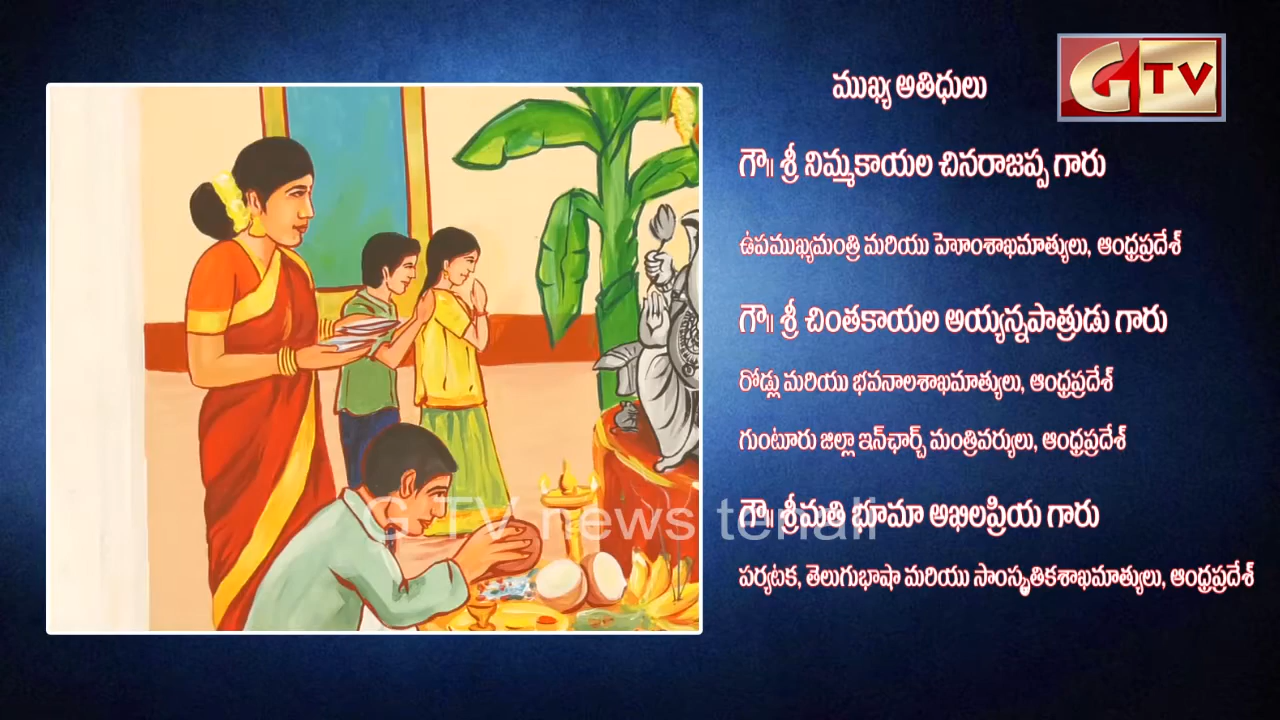 ముఖ్య అతిధులు
G TV
గౌ॥ శ్రీ నిమ్మకాయల చినరాజప్ప గారు
ఉపముఖ్యమంత్రి మరియు హెూంశాఖమాత్యులు, ఆంధ్రప్రదేశ్
గౌ॥ శ్రీ చింతకాయల అయ్యన్నపాత్రుడు గారు
రోడ్లు మరియు భవనాలశాఖమాత్యులు, ఆంధ్రప్రదేశ్
గుంటూరు జిల్లా ఇన్‌ఛార్జ్ మంత్రివర్యులు, ఆంధ్రప్రదేశ్
గౌ॥ శ్రీమతి భూమా అఖిలప్రియ గారు
G TV news tenali
పర్యటక, తెలుగుభాషా మరియు సాంస్కృతికశాఖమాత్యులు, ఆంధ్రప్రదేశ్